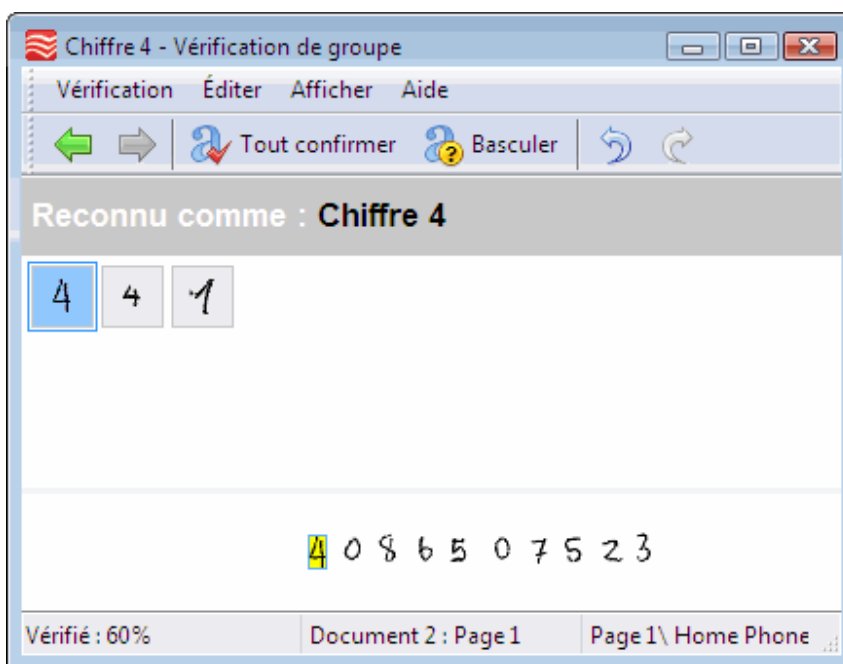 Chiffre 4 - Vérification de groupe
Vérification Éditer Afficher Aide
Tout confirmer Basculer
Reconnu comme : Chiffre 4
4 4 1
4 0 8 6 5 0 7 5 2 3
Vérifié : 60% Document 2 : Page 1 Page 1\ Home Phone